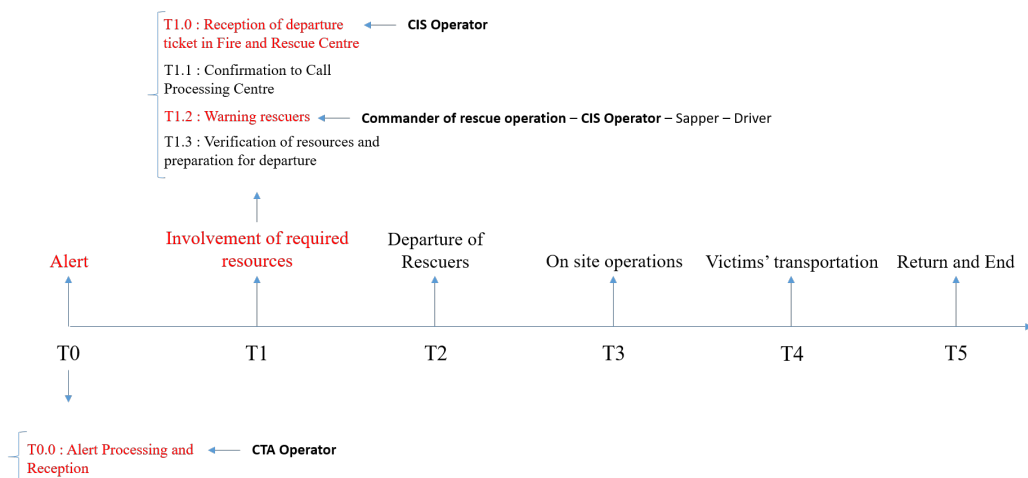 T1.0 : Reception of departure
ticket in Fire and Rescue Centre
CIS Operator
T1.1 : Confirmation to Call
Processing Centre
T1.2 : Warning rescuers
Commander of rescue operation – CIS Operator – Sapper – Driver
T1.3 : Verification of resources and
preparation for departure
Alert
Involvement of required
resources
Departure of
Rescuers
On site operations
Victims’ transportation
Return and End
T0
T1
T2
T3
T4
T5
T0.0 : Alert Processing and
Reception
CTA Operator